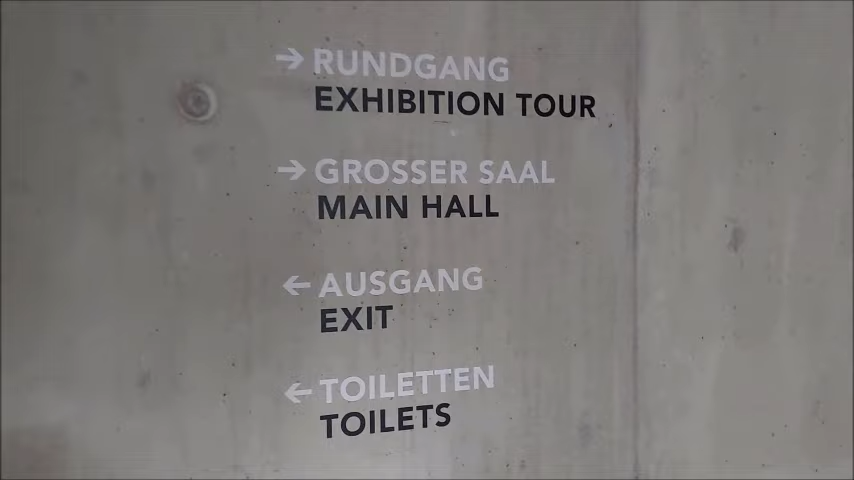 → RUNDGANG
EXHIBITION TOUR
→ GROSSER SAAL
MAIN HALL
← AUSGANG
EXIT
← TOILETTEN
TOILETS